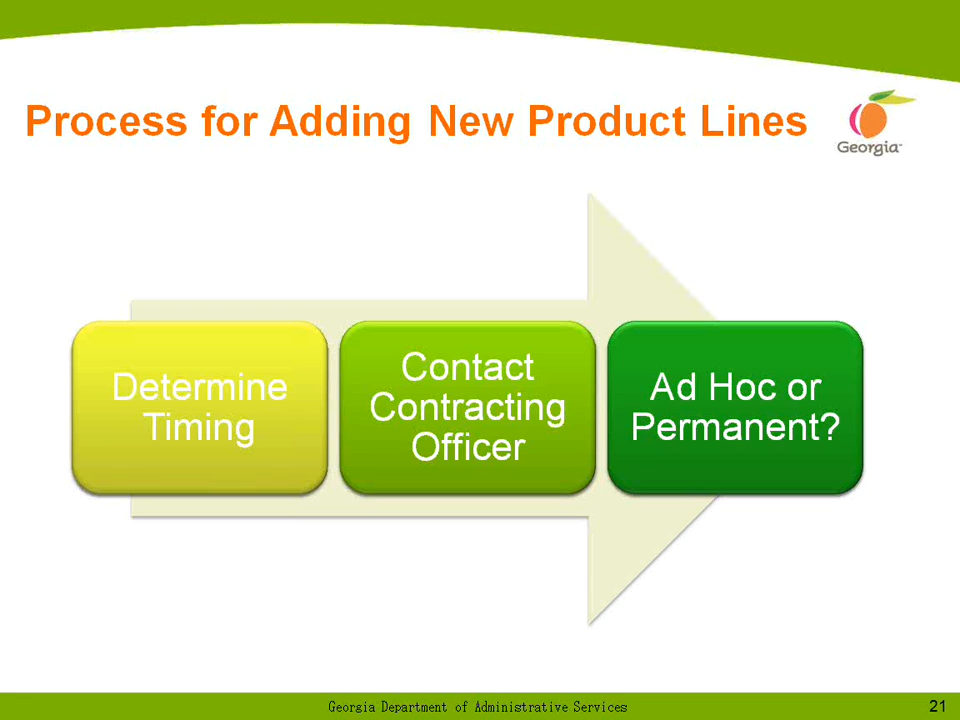 Process for Adding New Product Lines
Georgia™
Determine
Timing
Contact
Contracting
Officer
Ad Hoc or
Permanent?
Georgia Department of Administrative Services
21